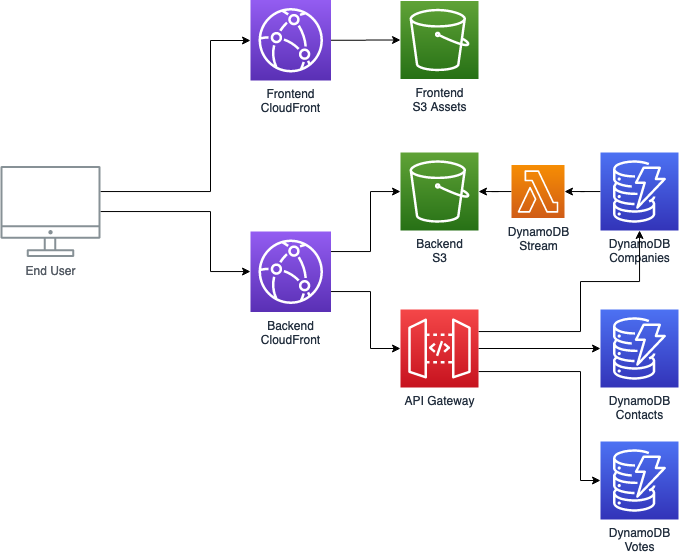 Frontend
CloudFront
Frontend
S3 Assets
End User
Backend
S3
DynamoDB
Stream
DynamoDB
Companies
Backend
CloudFront
</>
API Gateway
DynamoDB
Contacts
DynamoDB
Votes